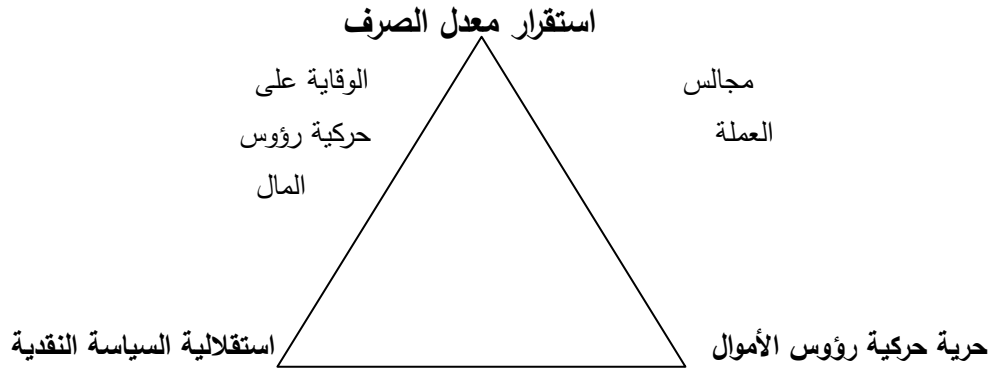 استقرار معدل الصرف
مجالس
العملة
الوقاية على
حركية رؤوس
المال
حرية حركية رؤوس الأموال
استقلالية السياسة النقدية